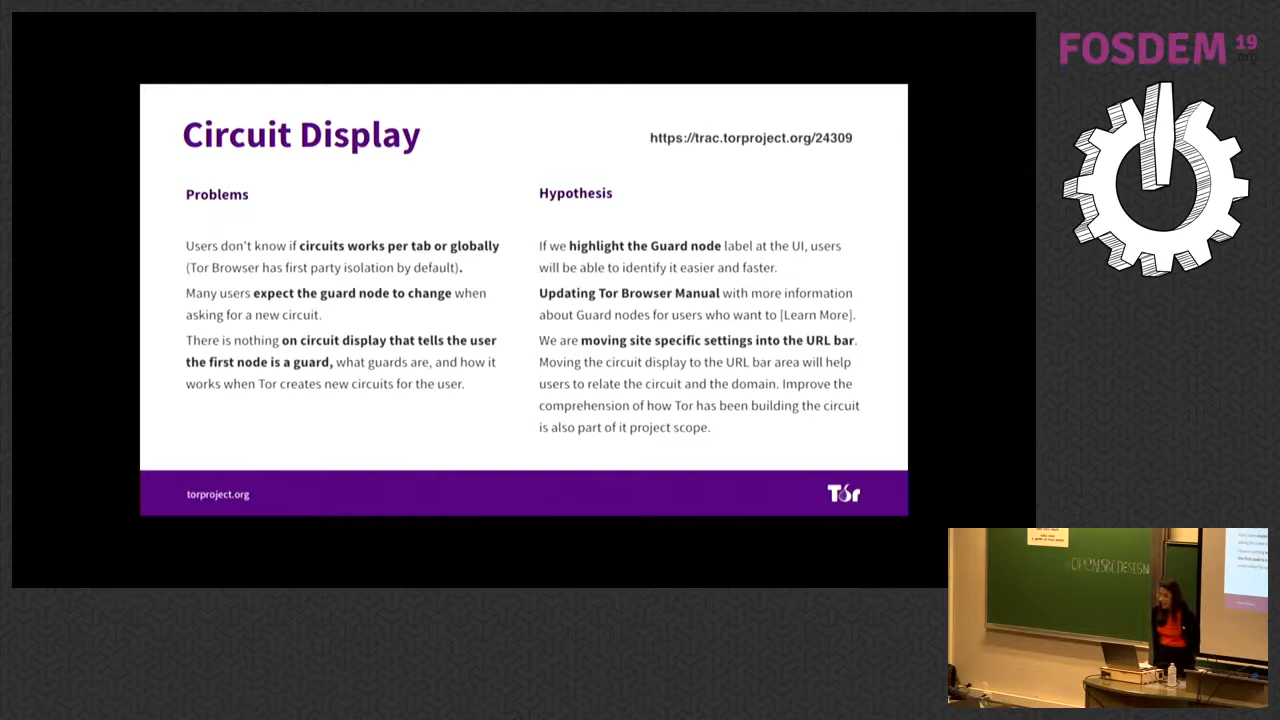 Circuit Display
https://trac.torproject.org/24309
Problems
Users don't know if circuits works per tab or globally
(Tor Browser has first party isolation by default).
Many users expect the guard node to change when
asking for a new circuit.
There is nothing on circuit display that tells the user
the first node is a guard, what guards are, and how it
works when Tor creates new circuits for the user.
Hypothesis
If we highlight the Guard node label at the UI, users
will be able to identify it easier and faster.
Updating Tor Browser Manual with more information
about Guard nodes for users who want to [Learn More].
We are moving site specific settings into the URL bar.
Moving the circuit display to the URL bar area will help
users to relate the circuit and the domain. Improve the
comprehension of how Tor has been building the circuit
is also part of it project scope.
torproject.org
Tor
FOSDEM 19
.org
OPENSRCDESIGN